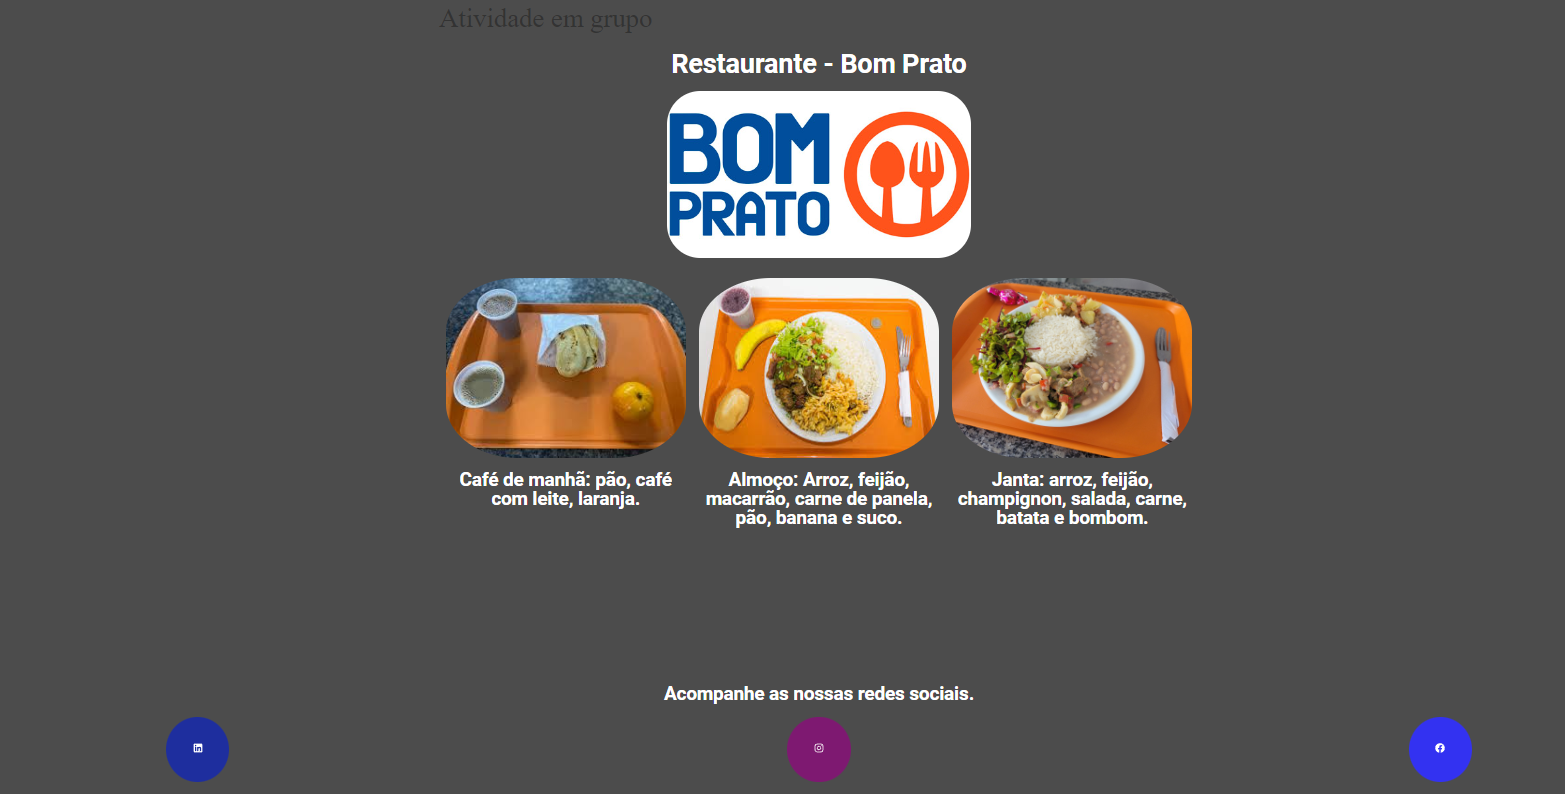 Atividade em grupo
Restaurante - Bom Prato
BOM
PRATO
Café de manhã: pão, café
com leite, laranja.
Almoço: Arroz, feijão,
macarrão, carne de panela,
pão, banana e suco.
Janta: arroz, feijão,
champignon, salada, carne,
batata e bombom.
Acompanhe as nossas redes sociais.
in